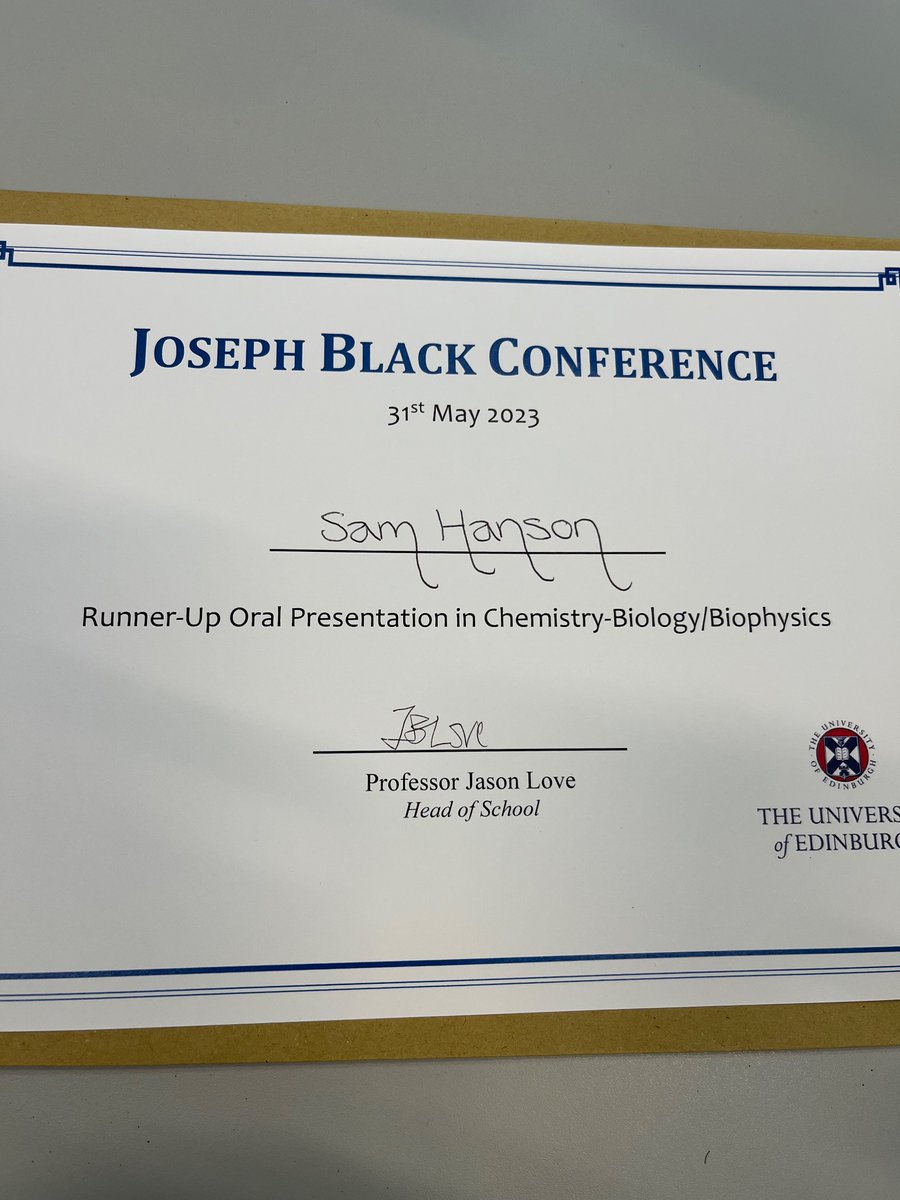 JOSEPH BLACK CONFERENCE
31st May 2023
Sam Hanson
Runner-Up Oral Presentation in Chemistry-Biology/Biophysics
JBLove
Professor Jason Love
Head of School
THE UNIVERSITY OF EDINBURGH
THE UNIVERS
of EDINBURG